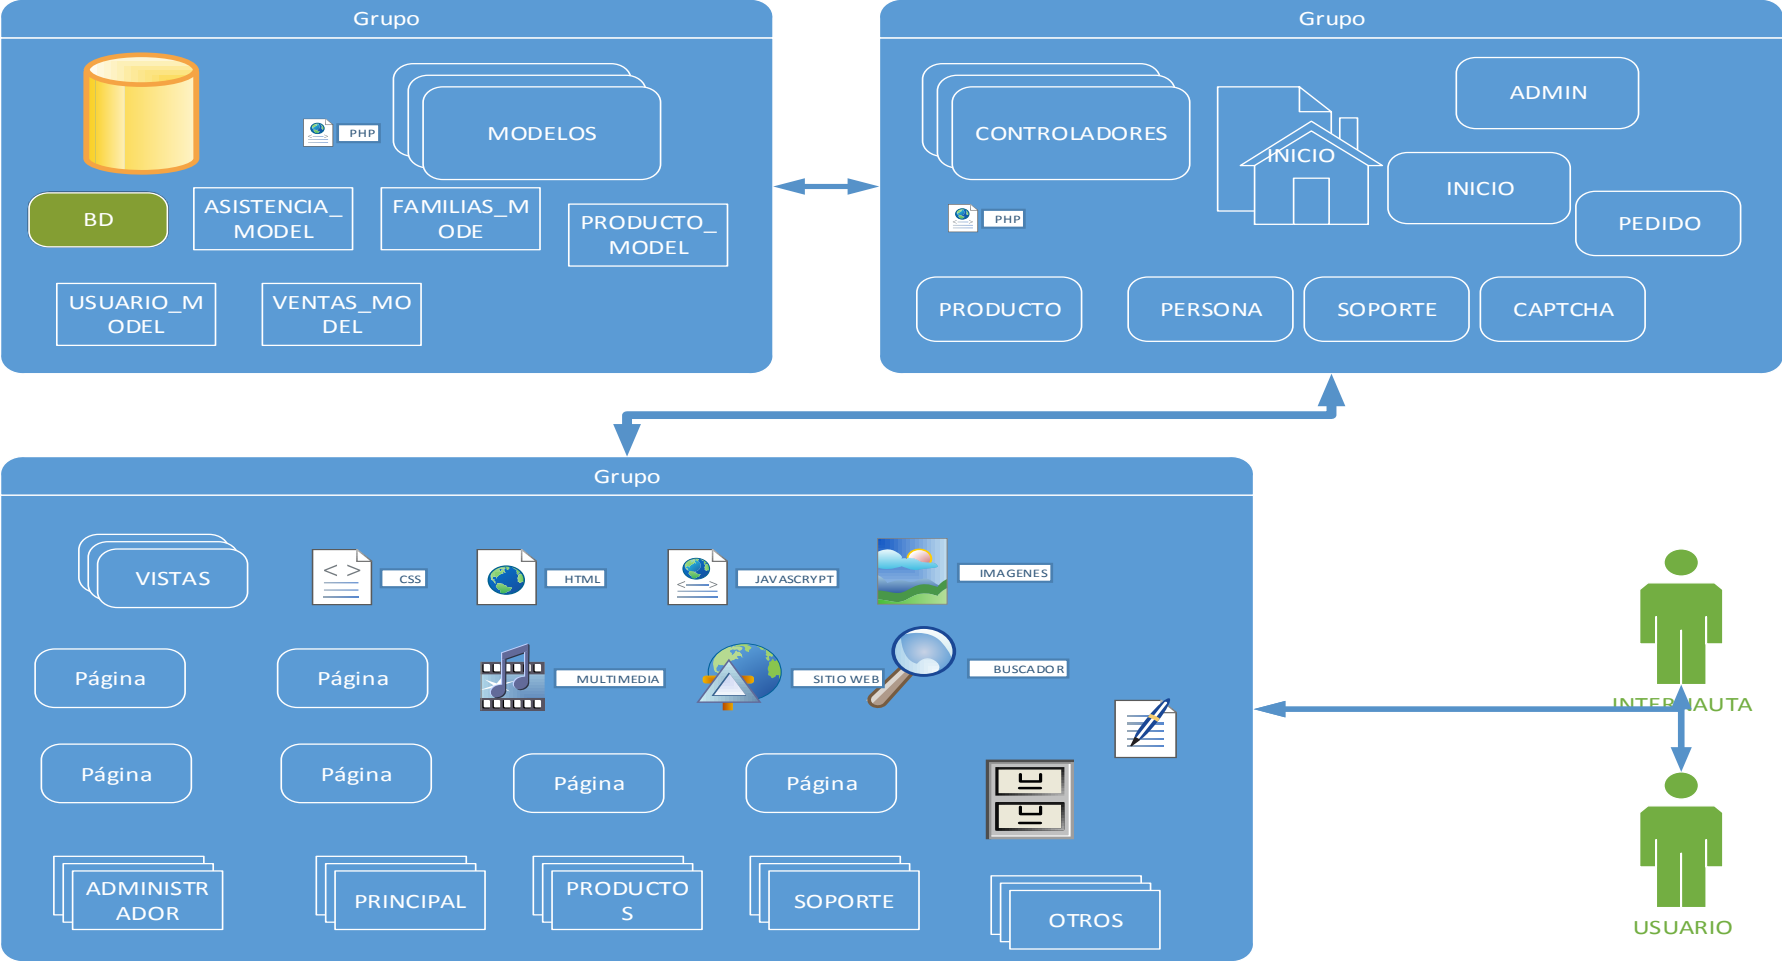 Grupo
PHP
MODELOS
BD
ASISTENCIA_
MODEL
FAMILIAS_M
ODE
PRODUCTO_
MODEL
USUARIO_M
ODEL
VENTAS_MO
DEL
Grupo
CONTROLADORES
INICIO
ADMIN
INICIO
PHP
PEDIDO
PRODUCTO
PERSONA
SOPORTE
CAPTCHA
Grupo
VISTAS
CSS
HTML
JAVASCRYPT
IMAGENES
Página
Página
MULTIMEDIA
SITIO WEB
BUSCADOR
Página
Página
Página
Página
ADMINISTR
ADOR
PRINCIPAL
PRODUCTO
S
SOPORTE
OTROS
INTERNAUTA
USUARIO